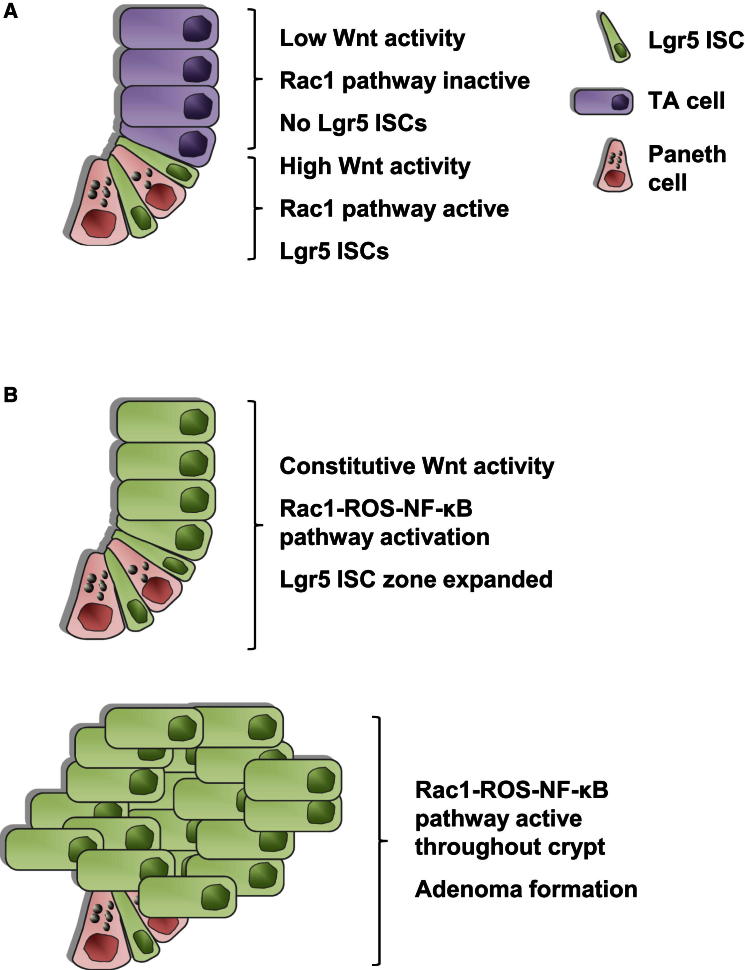 A
Low Wnt activity
Rac1 pathway inactive
No Lgr5 ISCs
High Wnt activity
Rac1 pathway active
Lgr5 ISCs
Lgr5 ISC
TA cell
Paneth
cell
B
Constitutive Wnt activity
Rac1-ROS-NF-κB
pathway activation
Lgr5 ISC zone expanded
Rac1-ROS-NF-κB
pathway active
throughout crypt
Adenoma formation